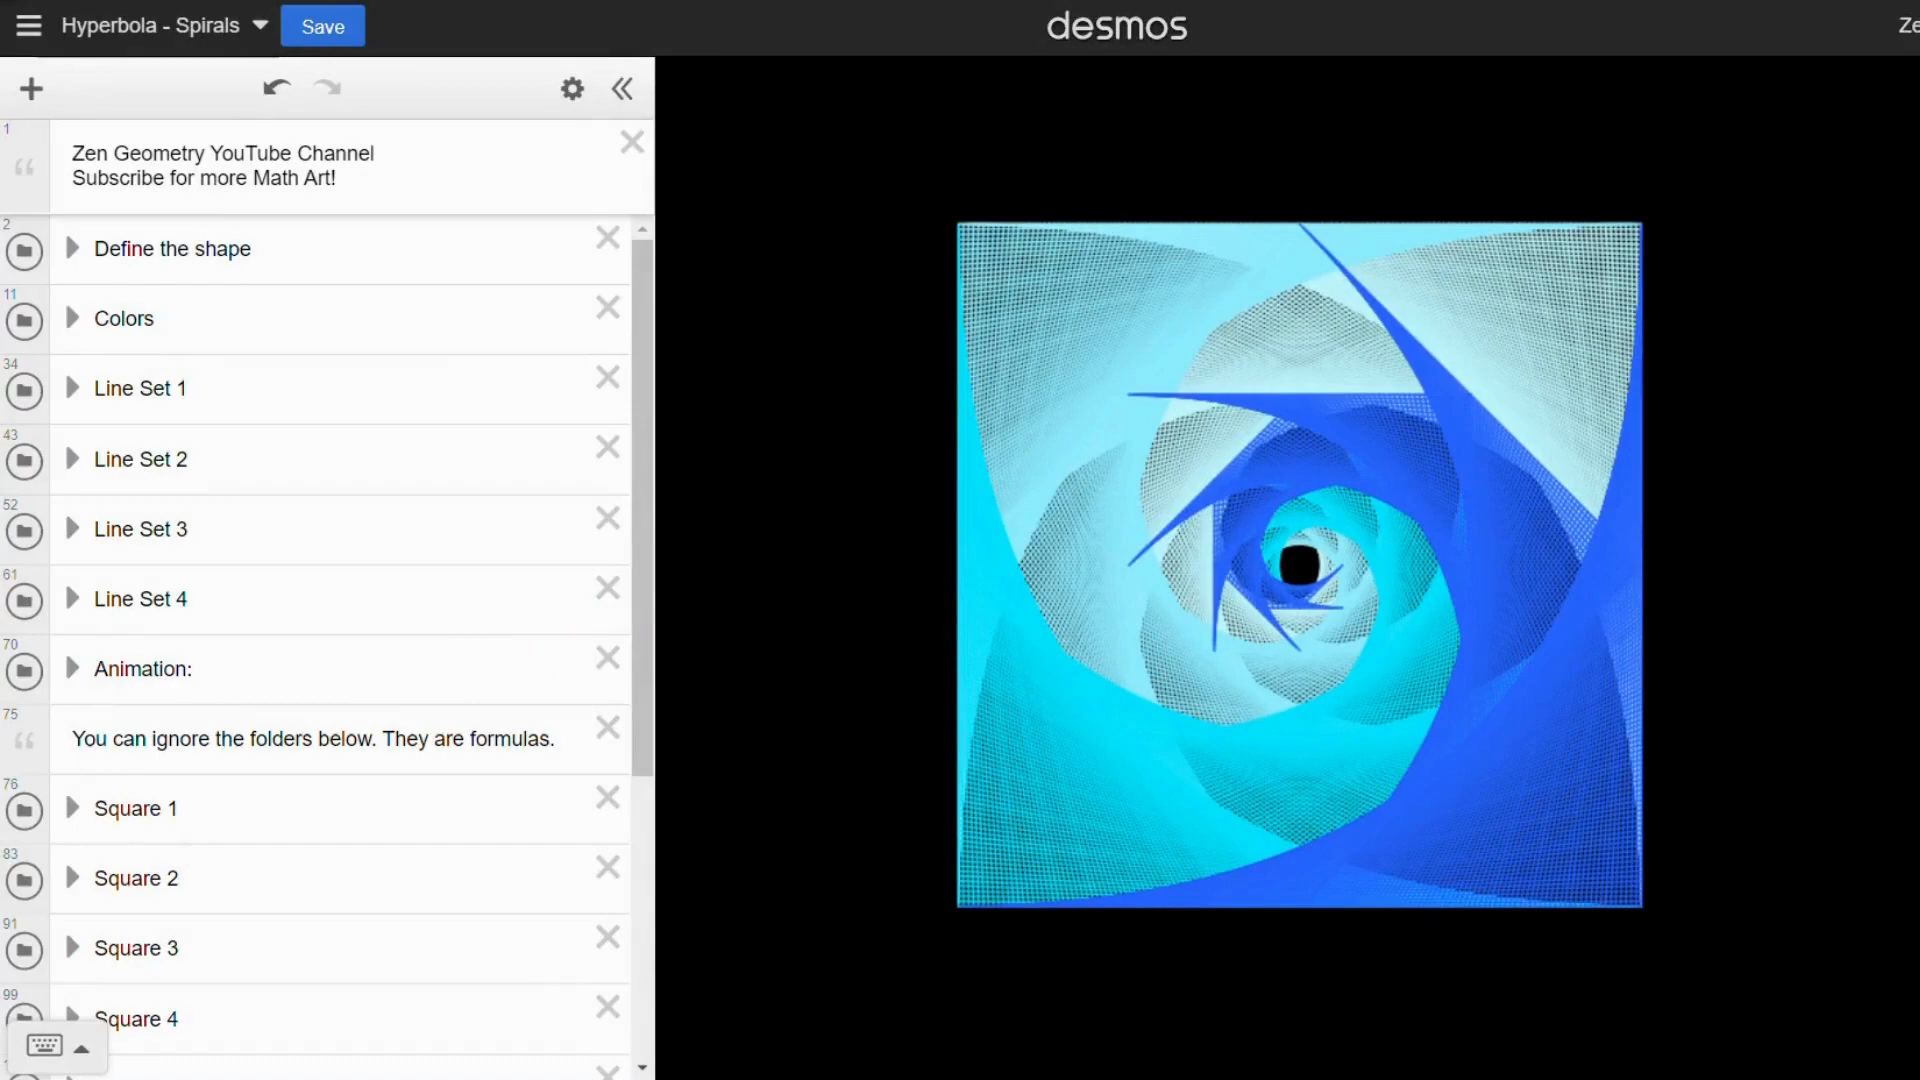 Hyperbola - Spirals
Save
desmos
Ze
1
Zen Geometry YouTube Channel
Subscribe for more Math Art!
2
Define the shape
11
Colors
34
Line Set 1
43
Line Set 2
52
Line Set 3
61
Line Set 4
70
Animation:
75
You can ignore the folders below. They are formulas.
76
Square 1
83
Square 2
91
Square 3
99
Square 4